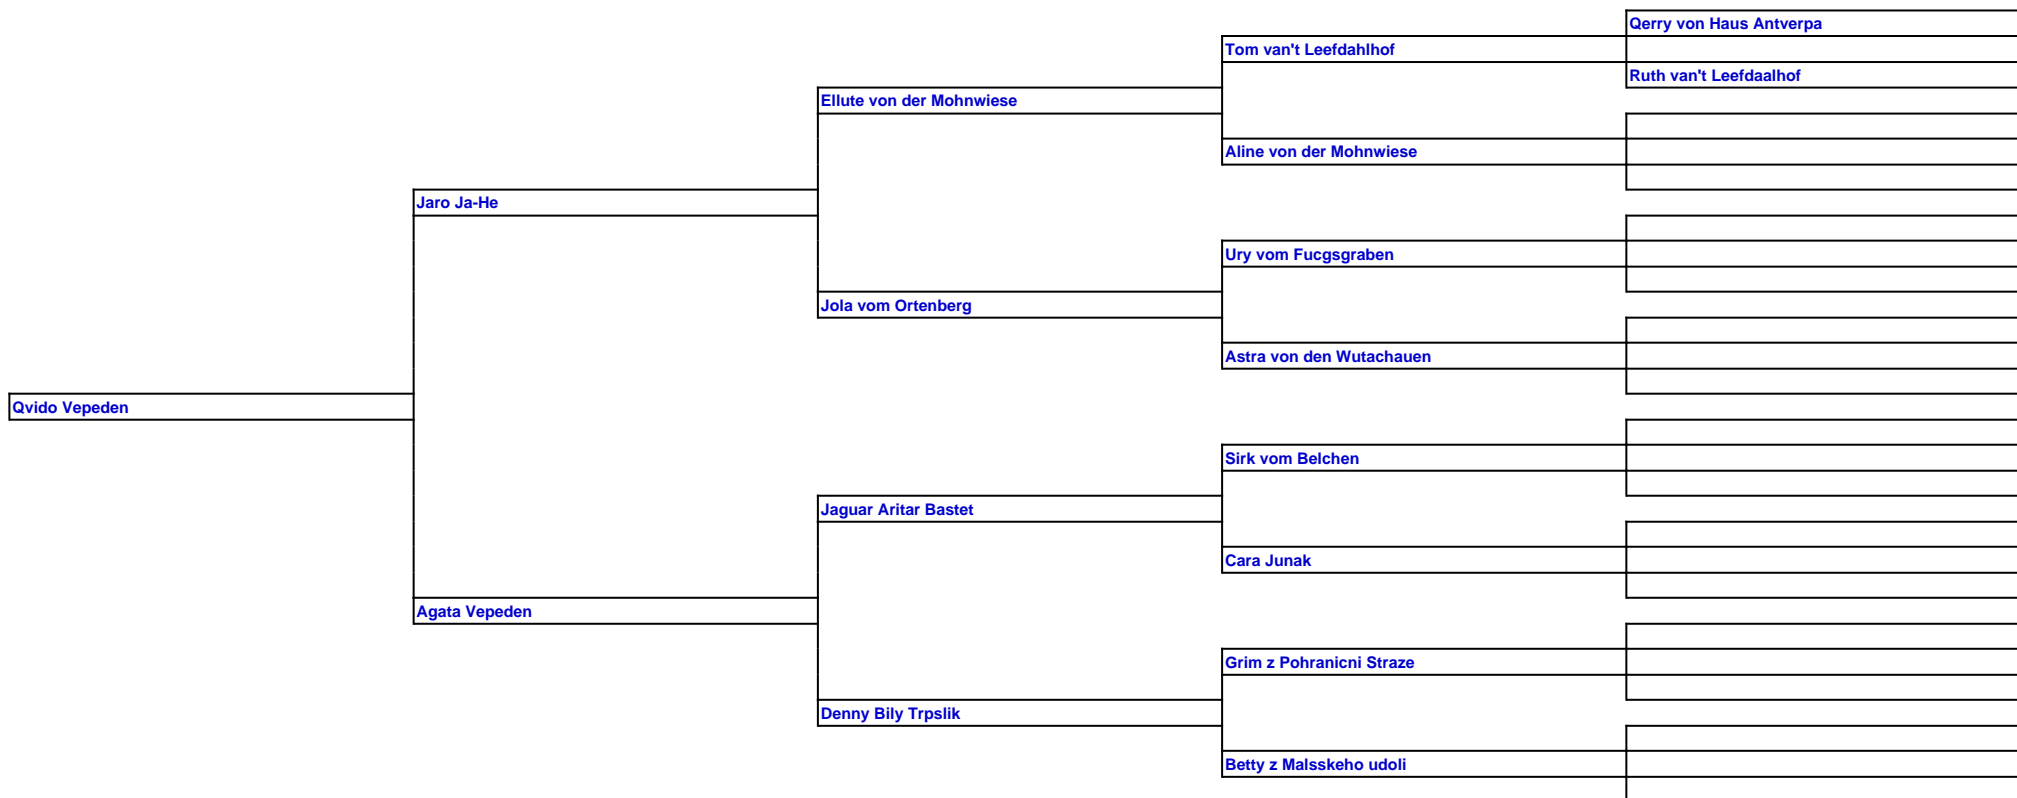 Qerry von Haus Antverpa
Tom van't Leefdahlhof
Ruth van't Leefdaalhof
Ellute von der Mohnwiese
Aline von der Mohnwiese
Jaro Ja-He
Ury vom Fucgsgraben
Jola vom Ortenberg
Astra von den Wutachauen
Qvido Vepeden
Sirk vom Belchen
Jaguar Aritar Bastet
Cara Junak
Agata Vepeden
Grim z Pohranicni Straze
Denny Bily Trpslik
Betty z Malsskeho udoli